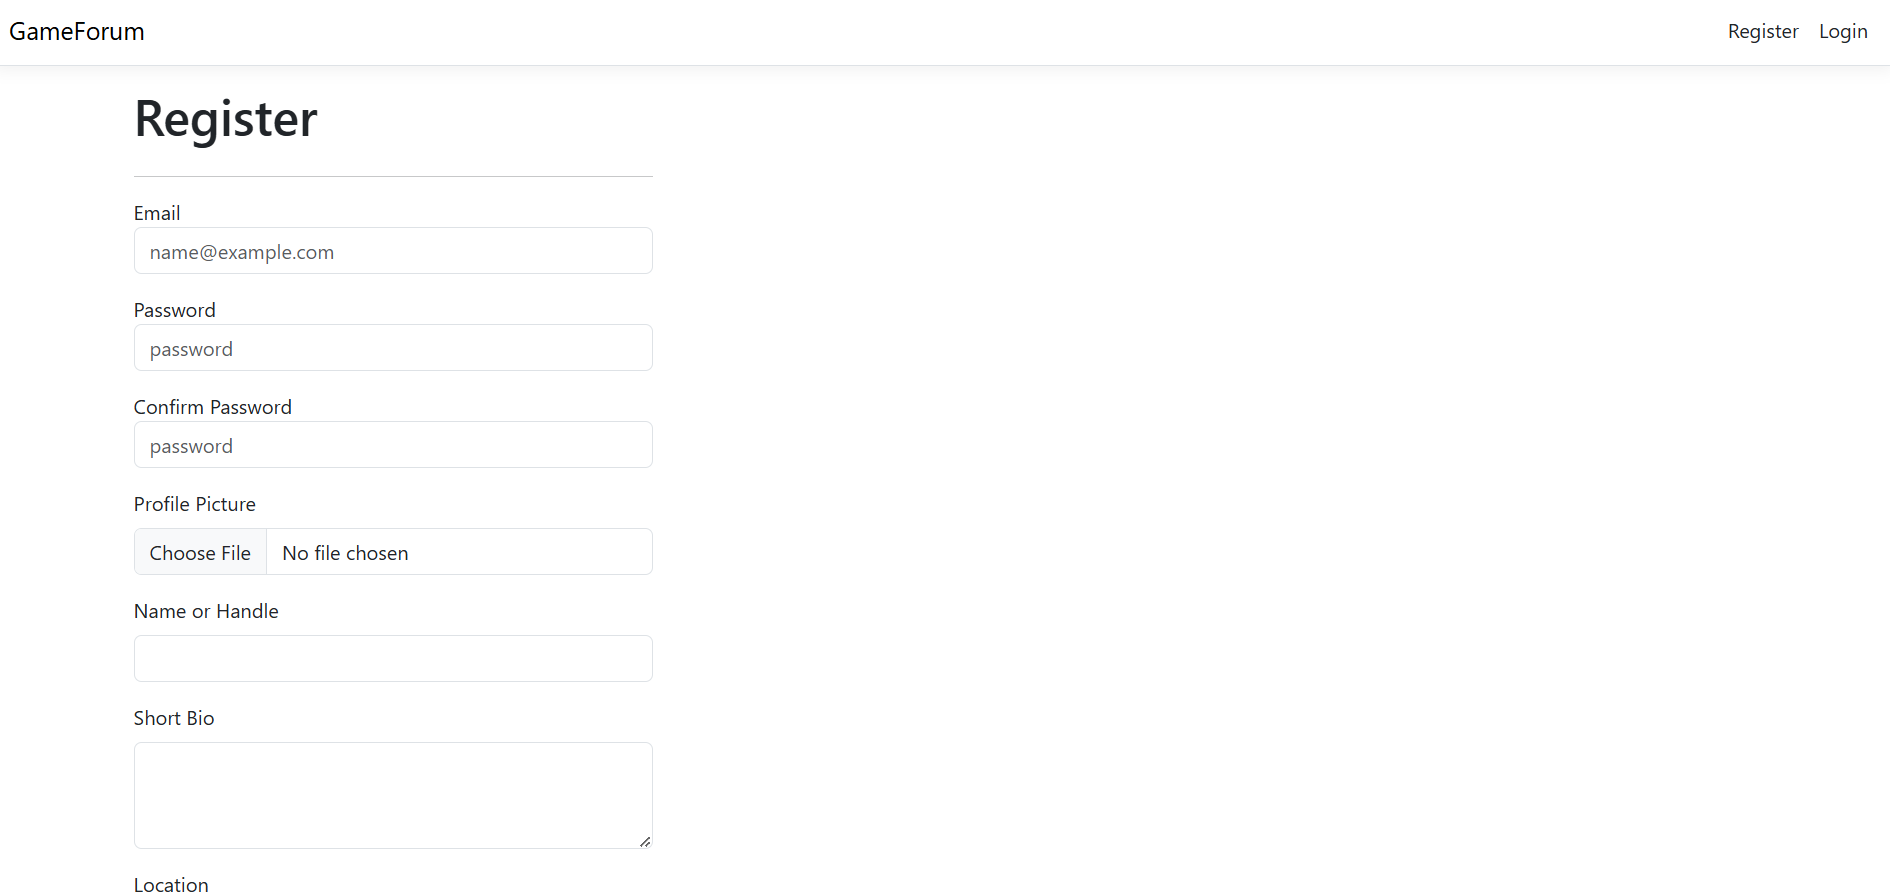 GameForum
Register Login
Register
Email
name@example.com
Password
password
Confirm Password
password
Profile Picture
Choose File No file chosen
Name or Handle
Short Bio
Location